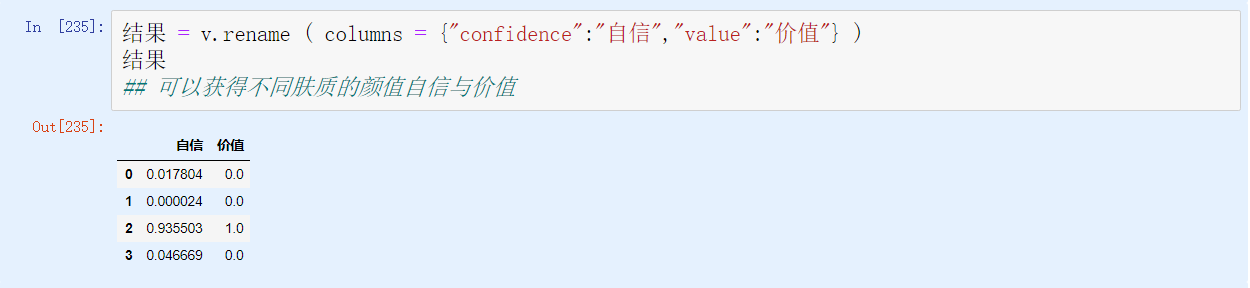 In [235]: 结果 = v.rename ( columns = {"confidence":"自信","value":"价值"} )
结果
## 可以获得不同肤质的颜值自信与价值
Out[235]:
自信 价值
0 0.017804 0.0
1 0.000024 0.0
2 0.935503 1.0
3 0.046669 0.0